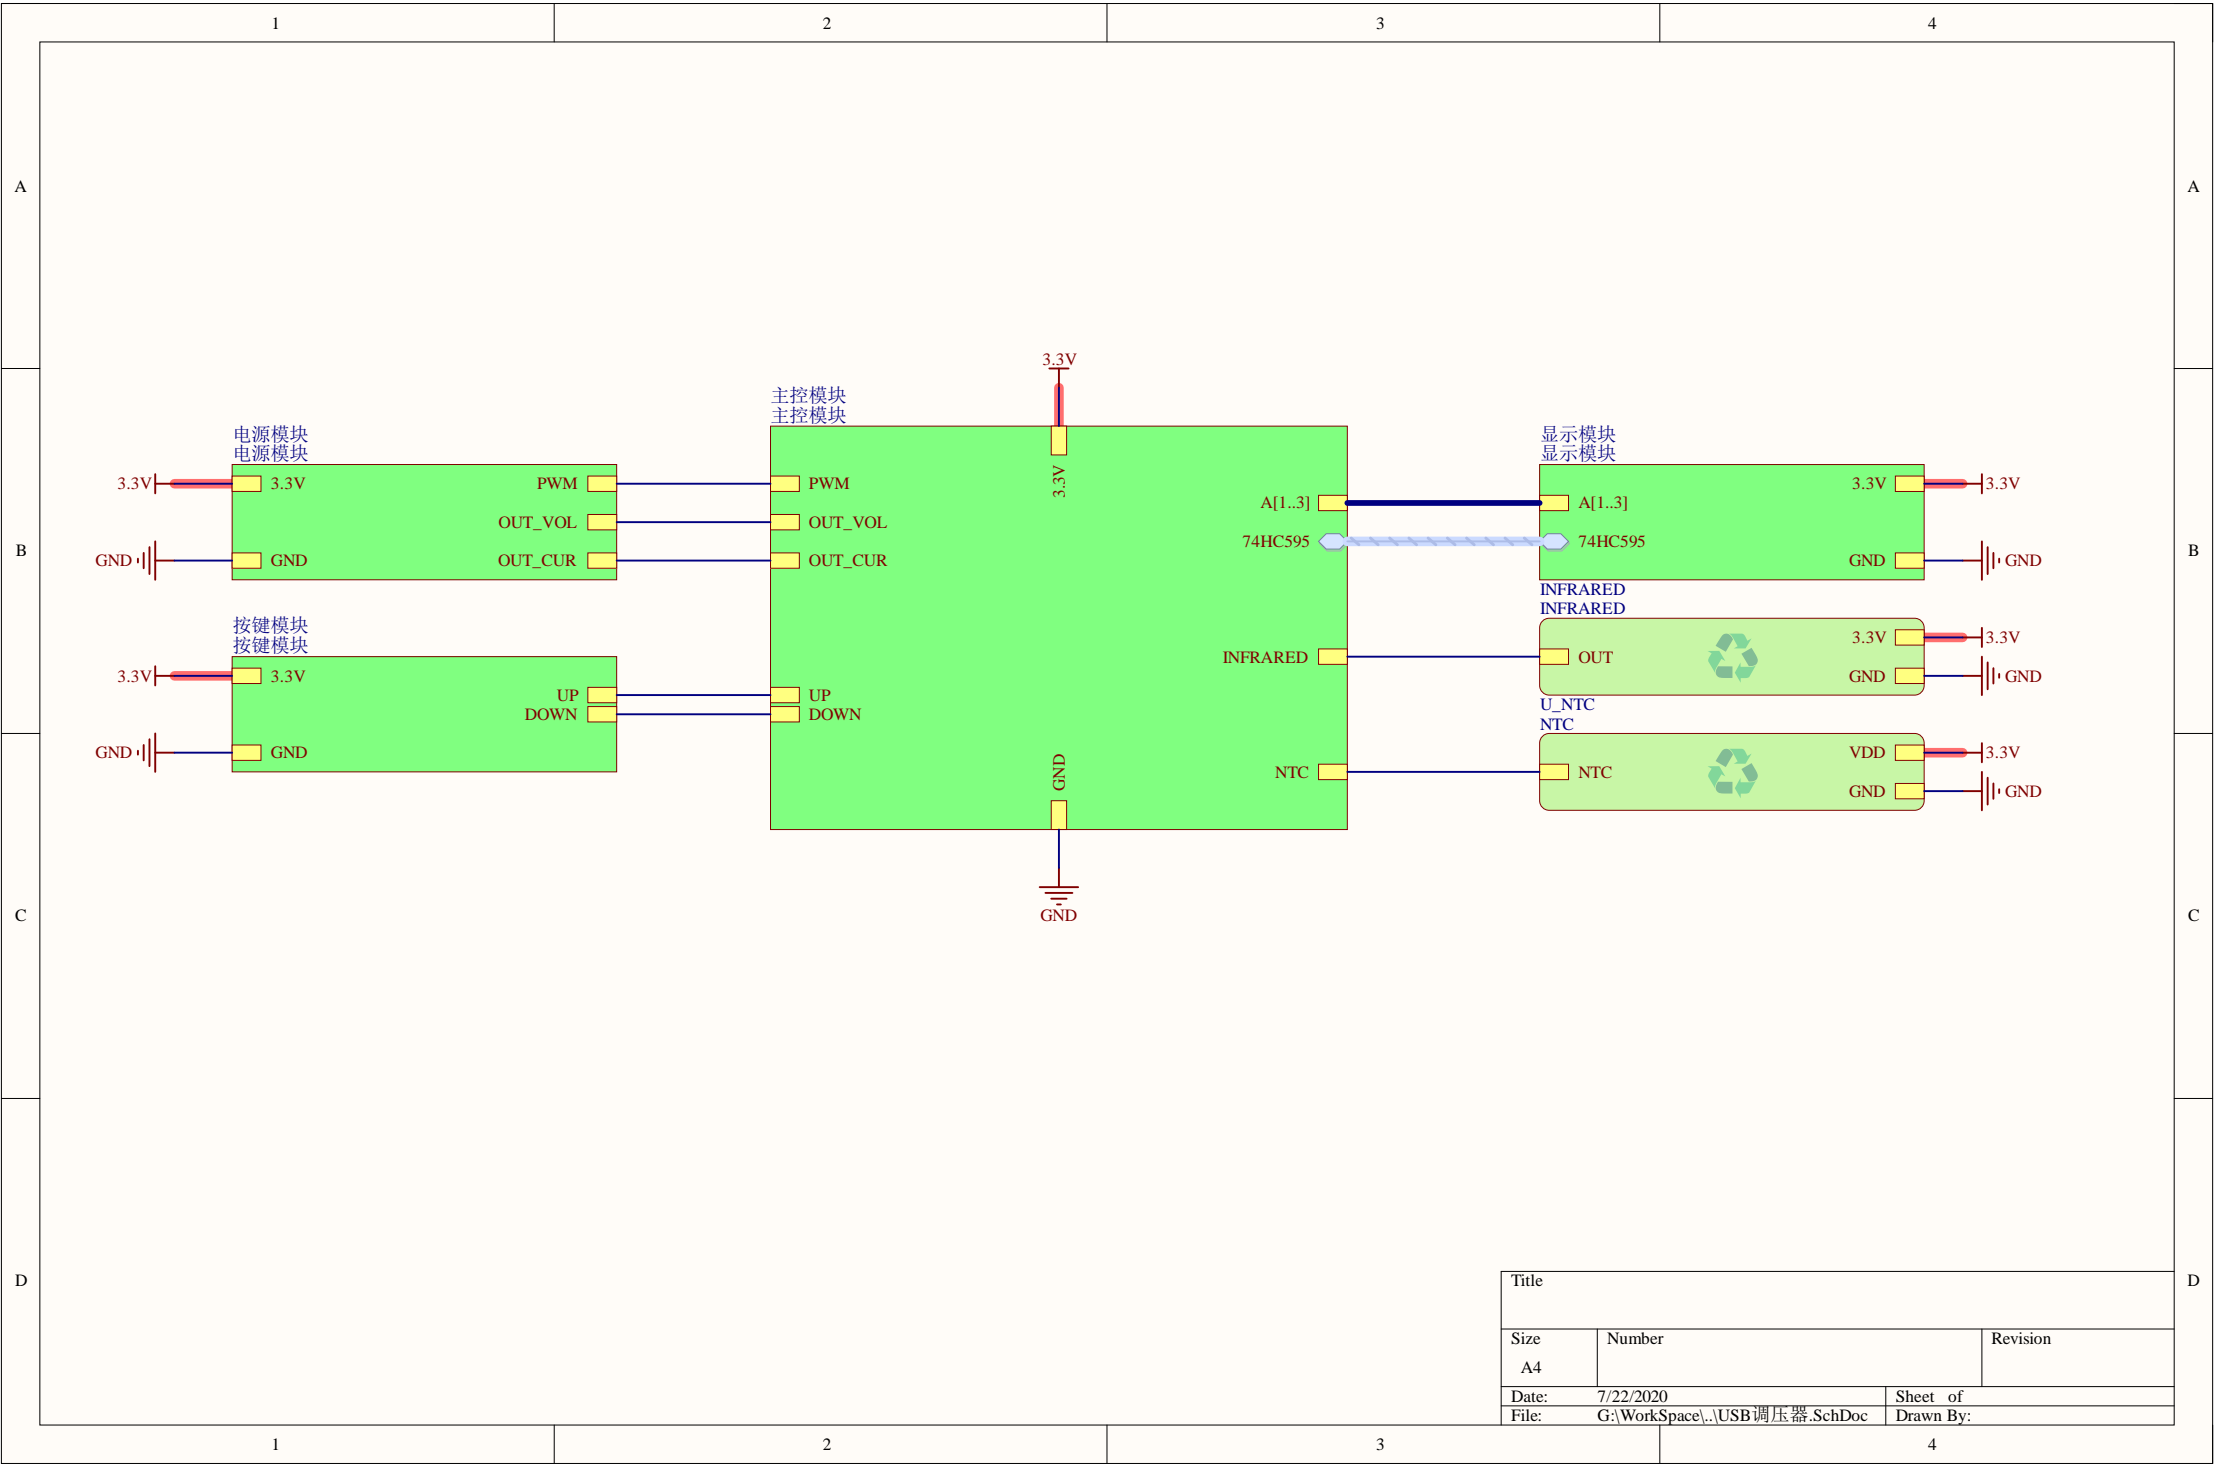 1 2 3 4
A A
3.3V
主控模块
主控模块
电源模块
电源模块
3.3V 3.3V PWM
OUT_VOL
GND GND OUT_CUR
PWM 3.3V A[1..3]
OUT_VOL
OUT_CUR 74HC595
显示模块
显示模块
A[1..3] 3.3V 3.3V
74HC595
GND GND
B B
按键模块
按键模块
3.3V 3.3V
UP
DOWN
GND GND
UP
DOWN
INFRARED
NTC
GND
GND
INFRARED
INFRARED
OUT 3.3V 3.3V
GND GND
U_NTC
NTC
NTC VDD 3.3V
GND GND
C C
D D
Title
Size Number Revision
A4
Date: 7/22/2020 Sheet of
File: G:\WorkSpace\..\USB调压器.SchDoc Drawn By:
1 2 3 4